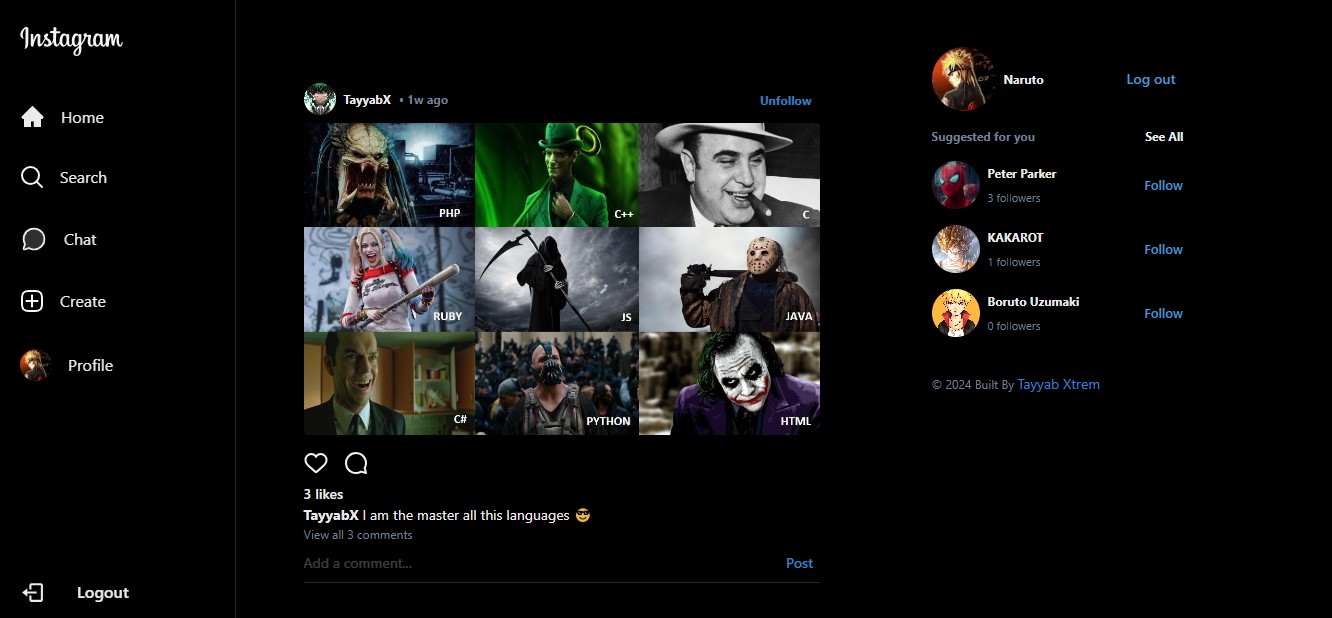 Instagram
Home
Search
Chat
Create
Profile
Logout
TayyabX • 1w ago
Unfollow
PHP
C++
C
RUBY
JS
JAVA
C#
PYTHON
HTML
3 likes
TayyabX I am the master all this languages 😎
View all 3 comments
Add a comment...
Post
Naruto
Log out
Suggested for you
See All
Peter Parker
3 followers
Follow
KAKAROT
1 followers
Follow
Boruto Uzumaki
0 followers
Follow
© 2024 Built By Tayyab Xtrem